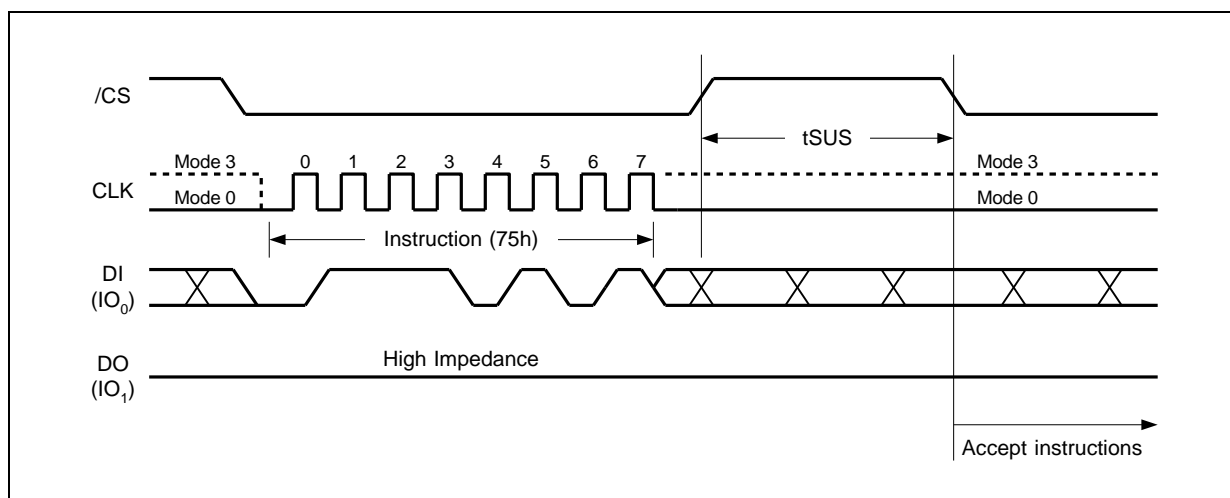 /CS
tSUS
Mode 3 0 1 2 3 4 5 6 7 Mode 3
CLK
Mode 0 Mode 0
Instruction (75h)
DI
(IO0)
High Impedance
DO
(IO1)
Accept instructions